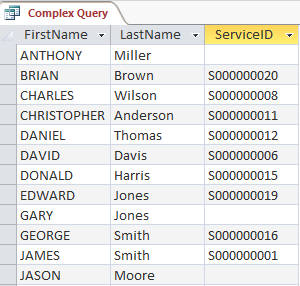 Complex Query
FirstName LastName ServiceID
ANTHONY Miller
BRIAN Brown S000000020
CHARLES Wilson S000000008
CHRISTOPHER Anderson S000000011
DANIEL Thomas S000000012
DAVID Davis S000000006
DONALD Harris S000000015
EDWARD Jones S000000019
GARY Jones
GEORGE Smith S000000016
JAMES Smith S000000001
JASON Moore